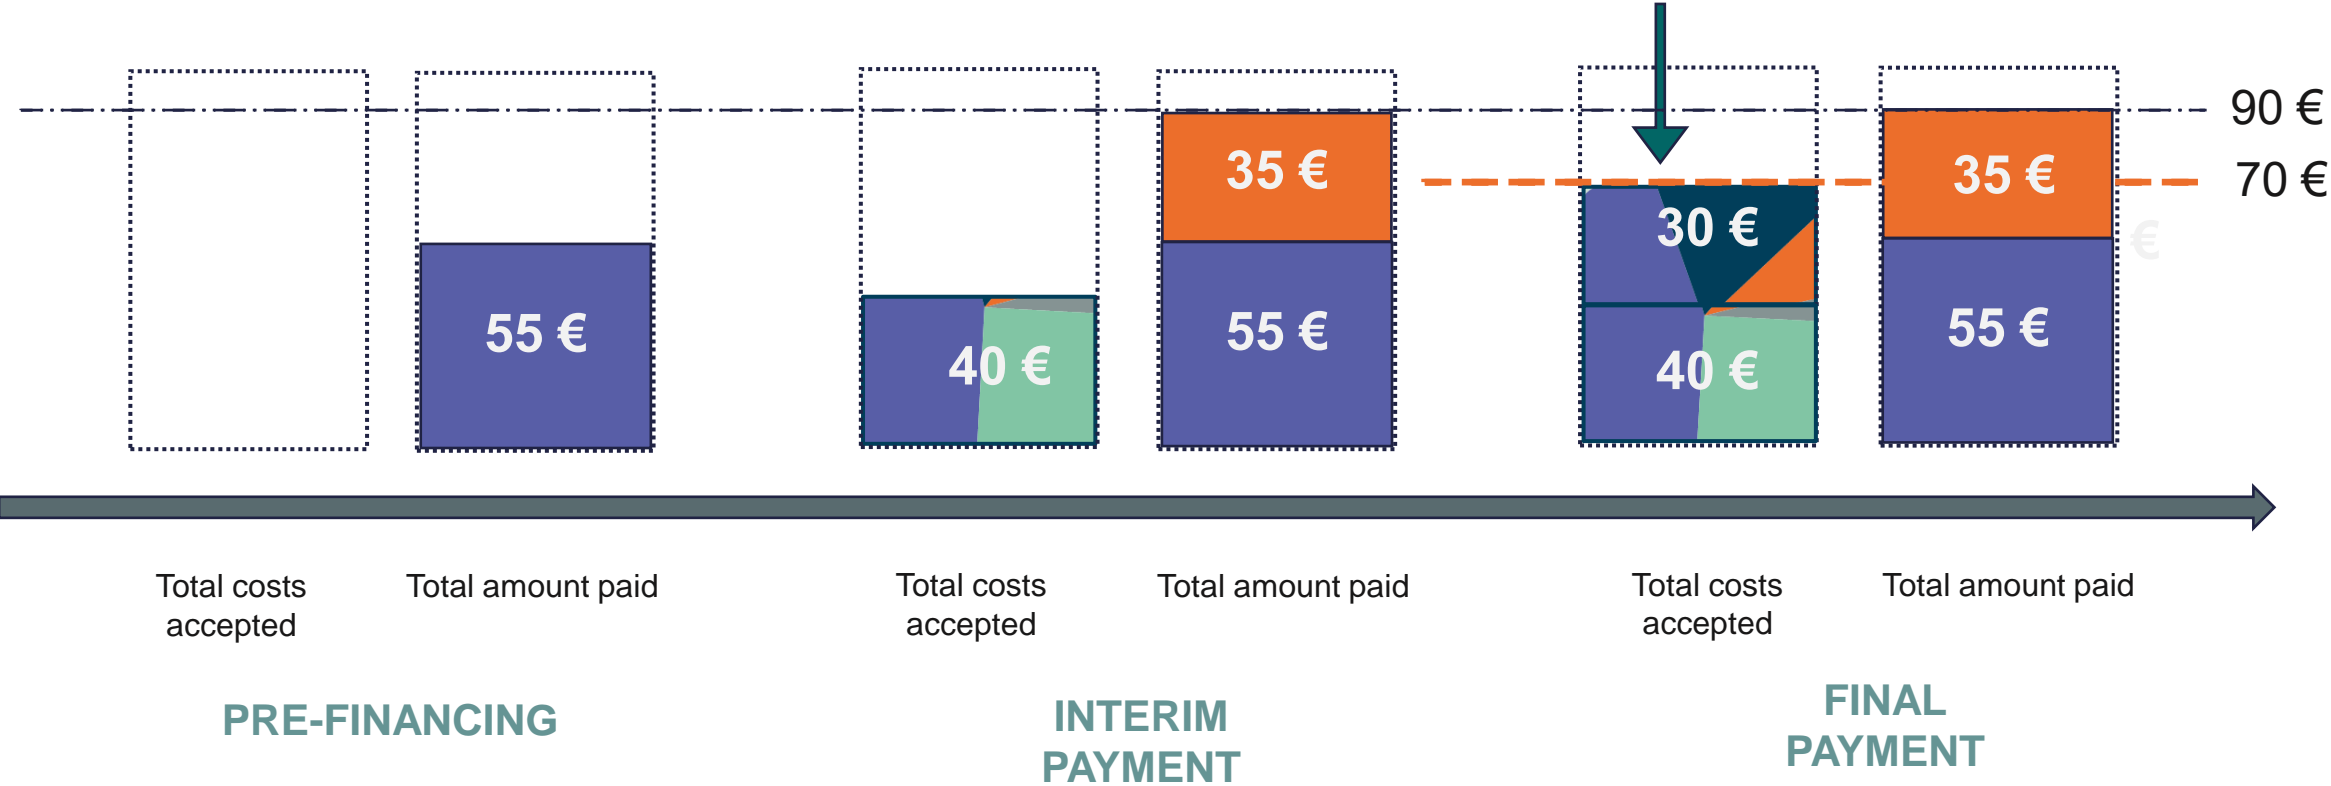 90 €
70 €
35 €
35 €
30 €
€
55 €
40 €
55 €
40 €
55 €
Total costs
accepted
Total amount paid
Total costs
accepted
Total amount paid
Total costs
accepted
Total amount paid
PRE-FINANCING
INTERIM
PAYMENT
FINAL
PAYMENT